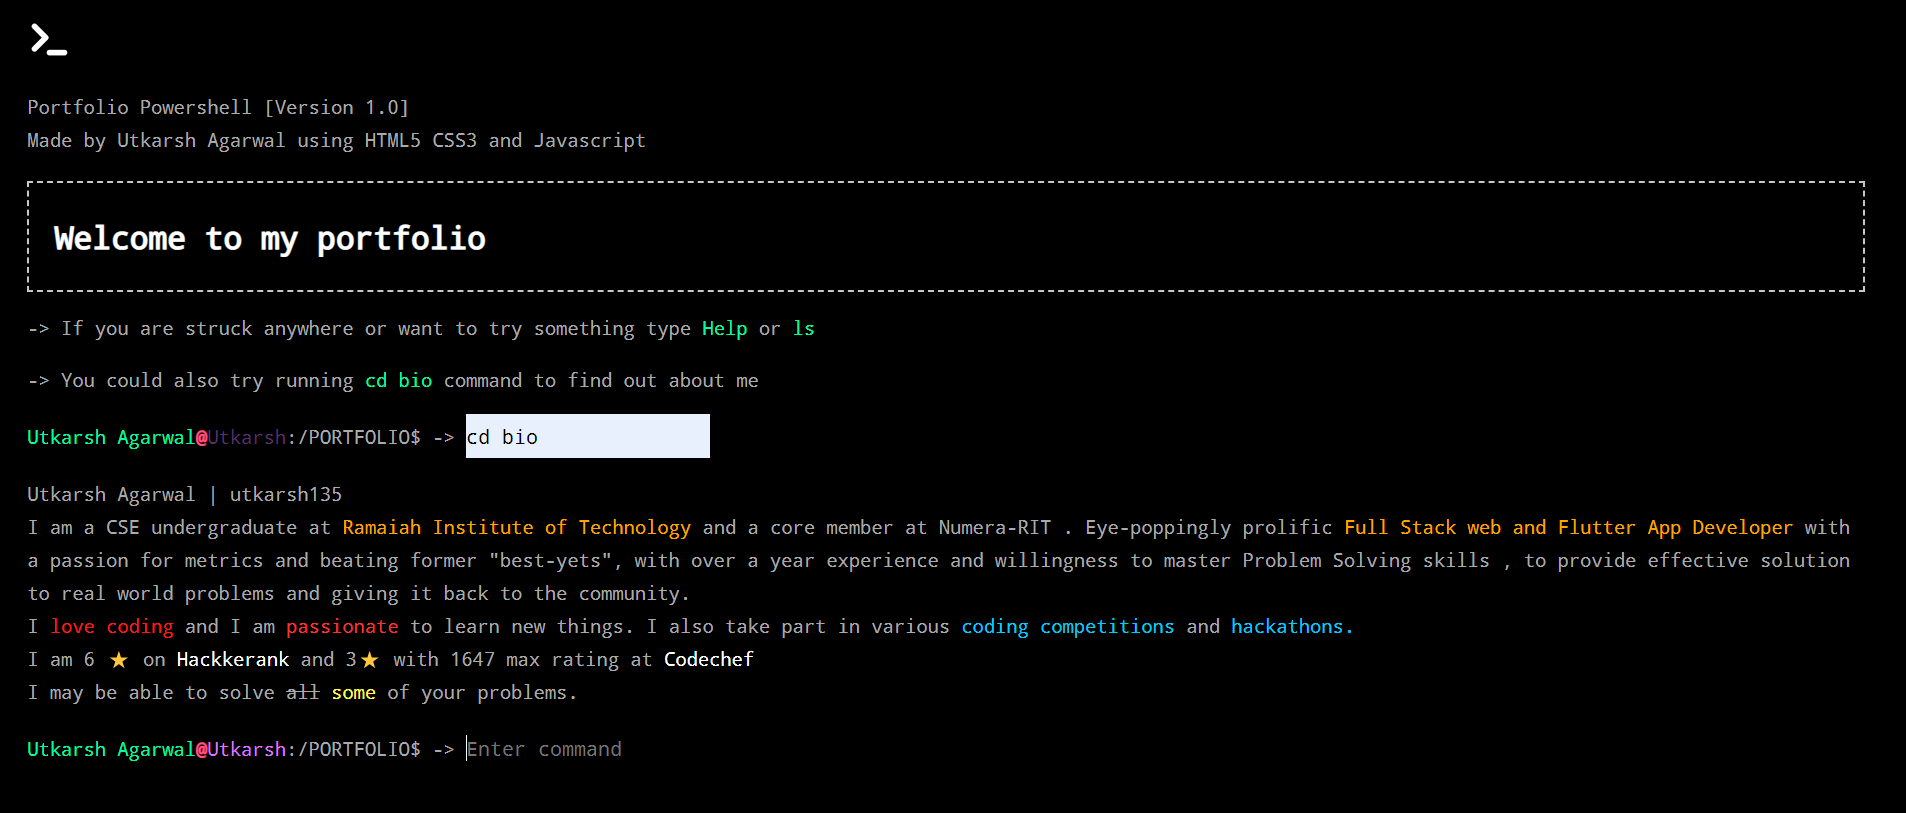 Portfolio Powershell [Version 1.0]
Made by Utkarsh Agarwal using HTML5 CSS3 and Javascript
Welcome to my portfolio
-> If you are struck anywhere or want to try something type Help or ls
-> You could also try running cd bio command to find out about me
Utkarsh Agarwal@Utkarsh:/PORTFOLIO$ -> cd bio
Utkarsh Agarwal | utkarsh135
I am a CSE undergraduate at Ramaiah Institute of Technology and a core member at Numera-RIT . Eye-poppingly prolific Full Stack web and Flutter App Developer with
a passion for metrics and beating former "best-yets", with over a year experience and willingness to master Problem Solving skills , to provide effective solution
to real world problems and giving it back to the community.
I love coding and I am passionate to learn new things. I also take part in various coding competitions and hackathons.
I am 6 ⭐ on Hackkerank and 3⭐ with 1647 max rating at Codechef
I may be able to solve all some of your problems.
Utkarsh Agarwal@Utkarsh:/PORTFOLIO$ -> Enter command